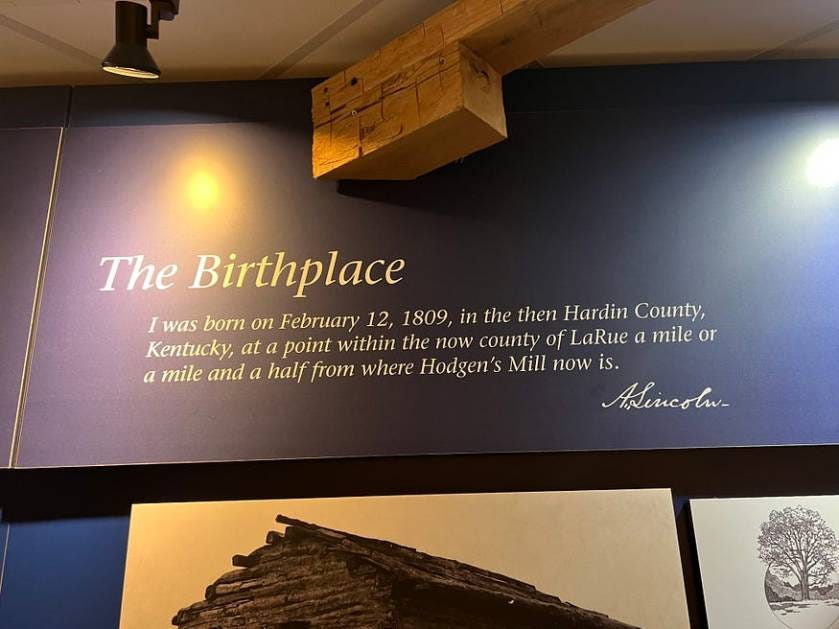 The Birthplace
I was born on February 12, 1809, in the then Hardin County,
Kentucky, at a point within the now county of LaRue a mile or
a mile and a half from where Hodgen's Mill now is.
A. Lincoln